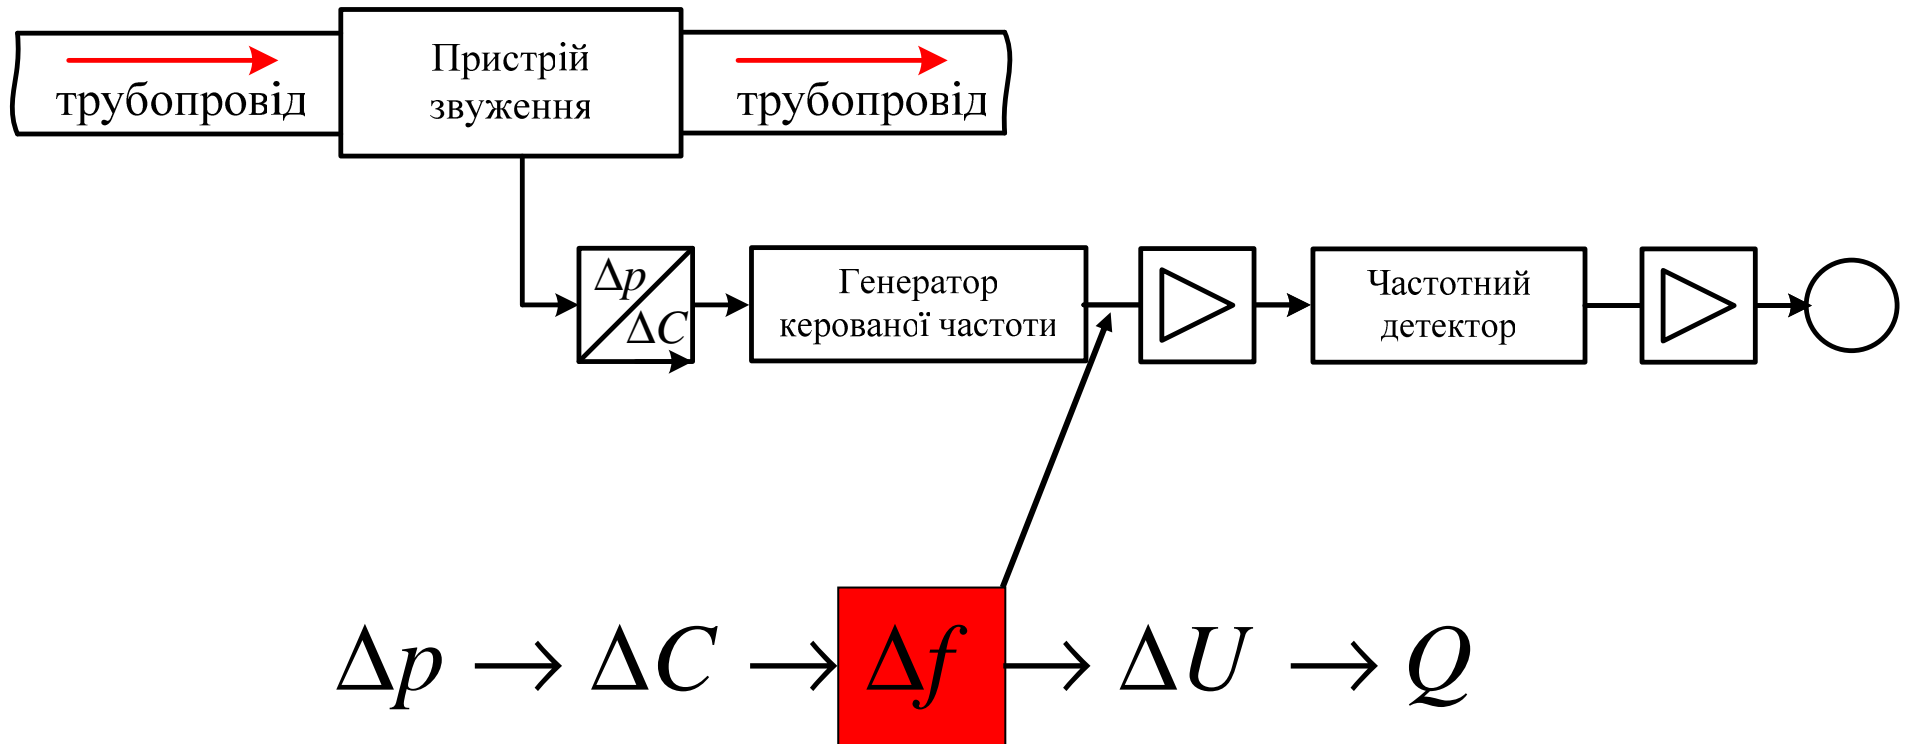 Пристрій
звуження
трубопровід
трубопровід
Δp
ΔC
Генератор
керованої частоти
Частотний
детектор
Δp → ΔC → Δf → ΔU → Q